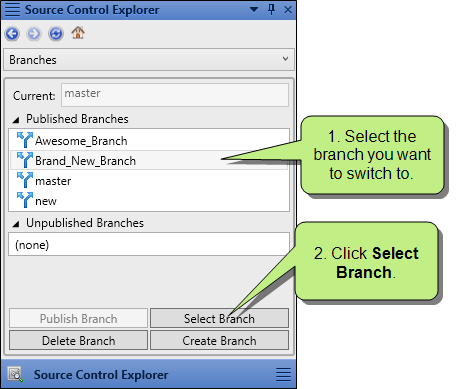 Source Control Explorer
Branches
Current: master
Published Branches
Awesome_Branch
Brand_New_Branch
master
new
Unpublished Branches
(none)
Publish Branch
Select Branch
Delete Branch
Create Branch
Source Control Explorer
1. Select the
branch you want
to switch to.
2. Click Select
Branch.